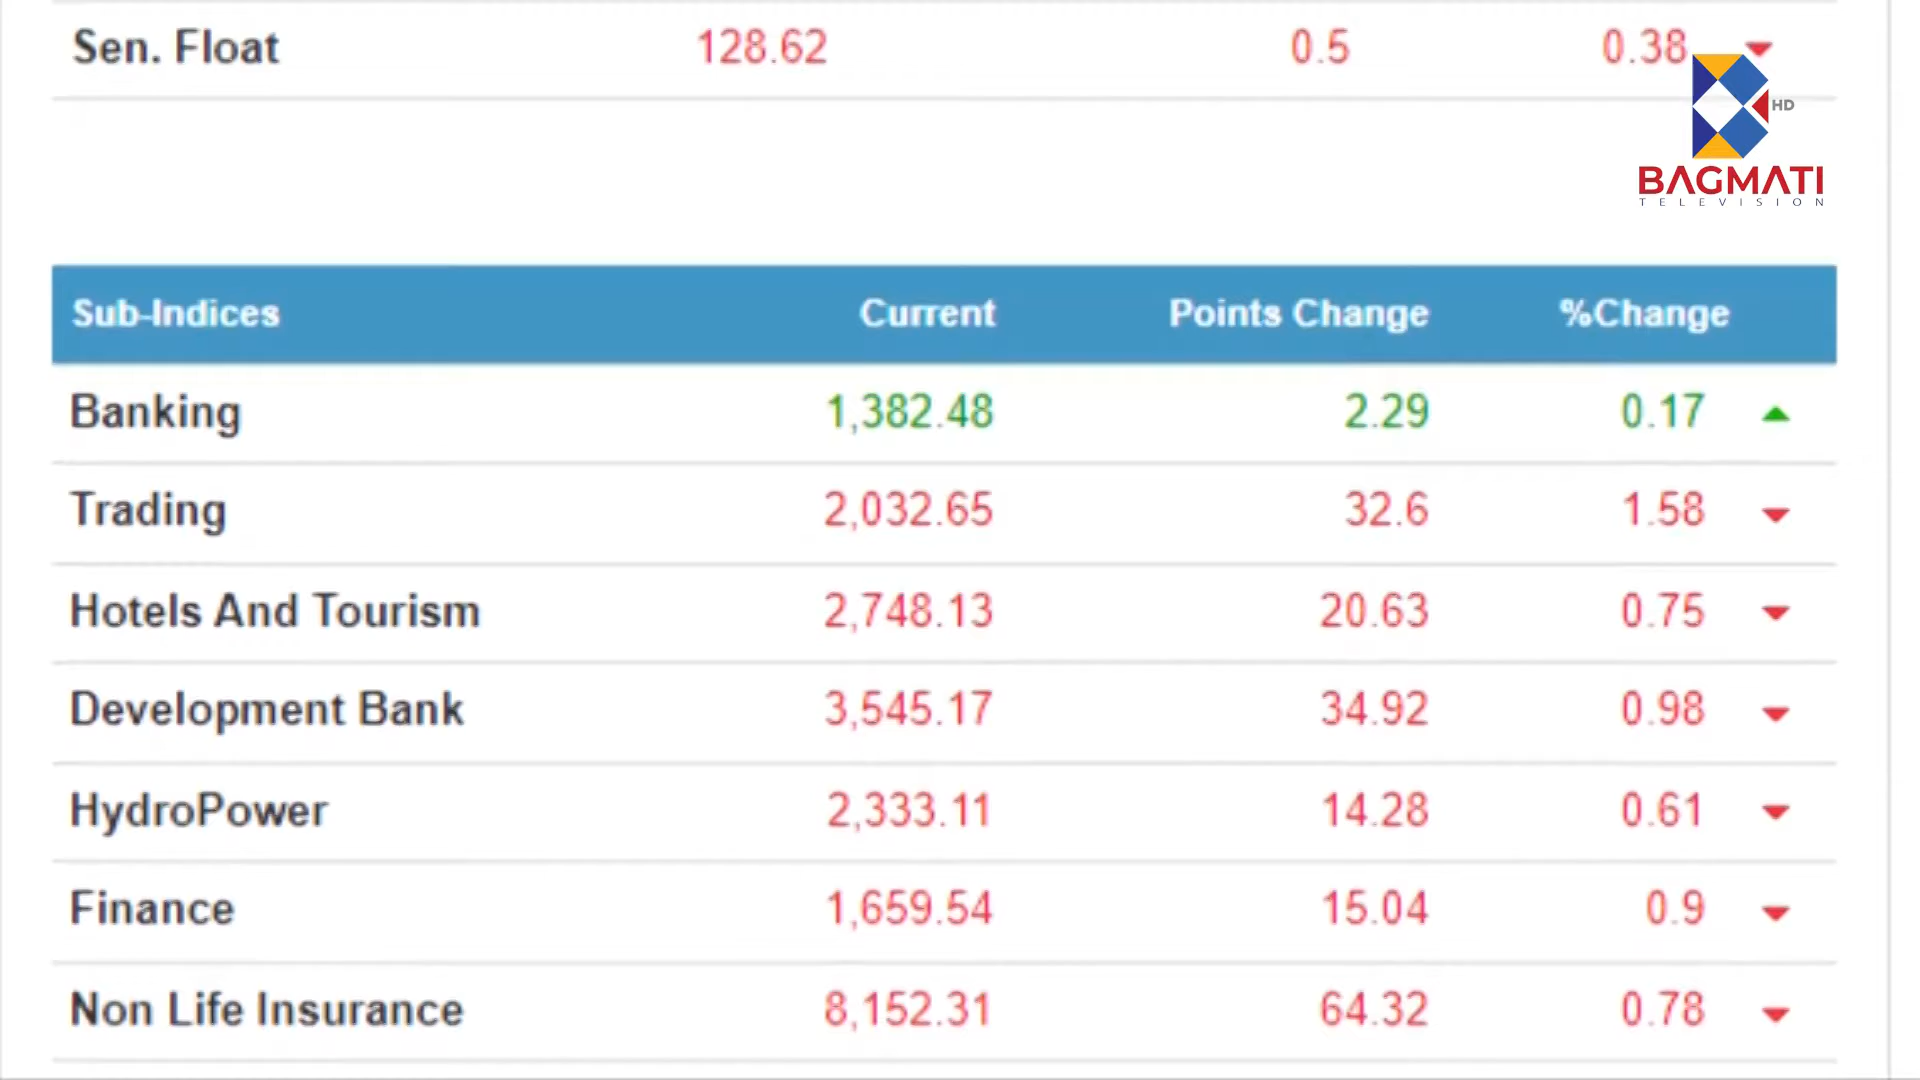 Sen. Float 128.62 0.5 0.38
HD
BAGMATI
TELEVISION
Sub-Indices Current Points Change %Change
Banking 1,382.48 2.29 0.17
Trading 2,032.65 32.6 1.58
Hotels And Tourism 2,748.13 20.63 0.75
Development Bank 3,545.17 34.92 0.98
HydroPower 2,333.11 14.28 0.61
Finance 1,659.54 15.04 0.9
Non Life Insurance 8,152.31 64.32 0.78